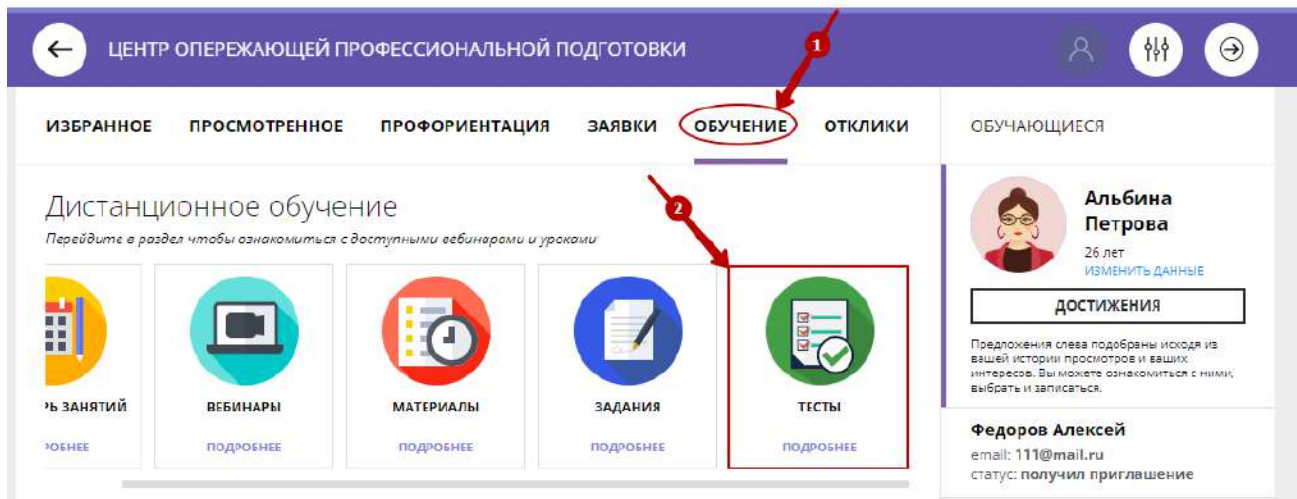 ЦЕНТР ОПЕРЕЖАЮЩЕЙ ПРОФЕССИОНАЛЬНОЙ ПОДГОТОВКИ
1
ИЗБРАННОЕ ПРОСМОТРЕННОЕ ПРОФОРИЕНТАЦИЯ ЗАЯВКИ ОБУЧЕНИЕ ОТКЛИКИ
Дистанционное обучение
Перейдите в раздел чтобы ознакомиться с доступными вебинарами и уроками
2
РЬ ЗАНЯТИЙ
РОБНЕЕ
ВЕБИНАРЫ
ПОДРОБНЕЕ
МАТЕРИАЛЫ
ПОДРОБНЕЕ
ЗАДАНИЯ
ПОДРОБНЕЕ
ТЕСТЫ
ПОДРОБНЕЕ
ОБУЧАЮЩИЕСЯ
Альбина
Петрова
26 лет
ИЗМЕНИТЬ ДАННЫЕ
ДОСТИЖЕНИЯ
Предложения слева подобраны исходя из
вашей истории просмотров и ваших
интересов. Вы можете ознакомиться с ними,
выбрать и записаться.
Федоров Алексей
email: 111@mail.ru
статус: получил приглашение